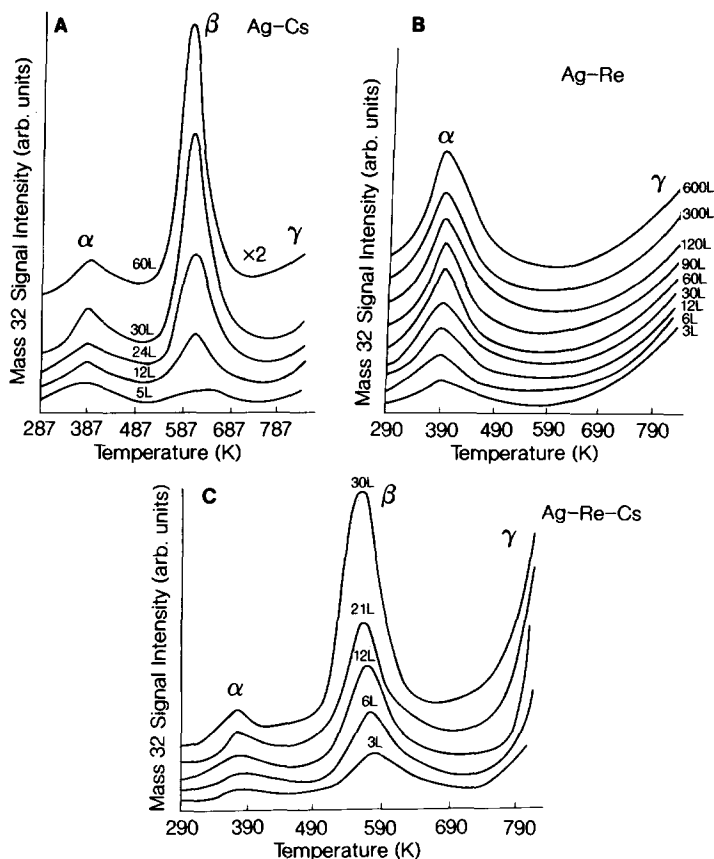 A
β
Ag-Cs
α
γ
×2
60L
30L
24L
12L
5L
Mass 32 Signal Intensity (arb. units)
287 387 487 587 687 787
Temperature (K)
B
Ag-Re
α
γ
600L
300L
120L
90L
60L
30L
12L
6L
3L
Mass 32 Signal Intensity (arb. units)
290 390 490 590 690 790
Temperature (K)
C
30L
β
Ag-Re-Cs
γ
α
21L
12L
6L
3L
Mass 32 Signal Intensity (arb. units)
290 390 490 590 690 790
Temperature (K)